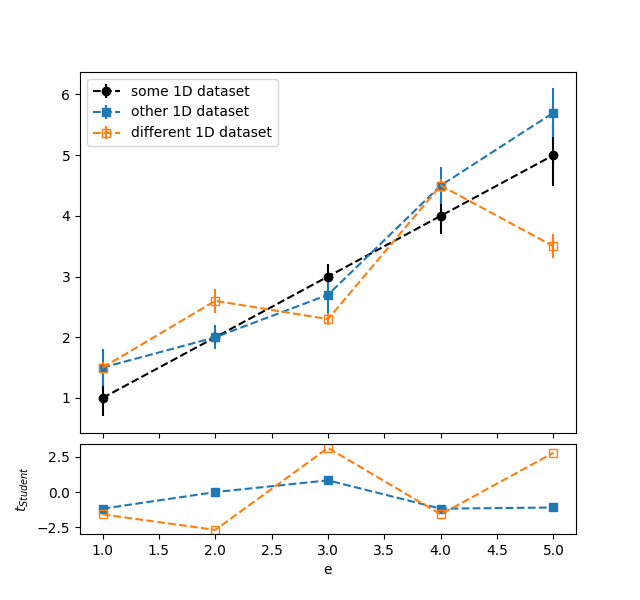 some 1D dataset
other 1D dataset
different 1D dataset
6
5
4
3
2
1
2.5
0.0
−2.5
t_Student
1.0 1.5 2.0 2.5 3.0 3.5 4.0 4.5 5.0
e